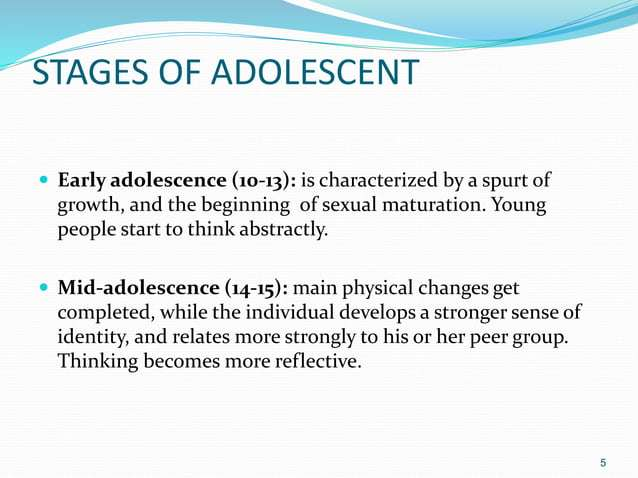 STAGES OF ADOLESCENT
• Early adolescence (10-13): is characterized by a spurt of
growth, and the beginning of sexual maturation. Young
people start to think abstractly.
• Mid-adolescence (14-15): main physical changes get
completed, while the individual develops a stronger sense of
identity, and relates more strongly to his or her peer group.
Thinking becomes more reflective.
5